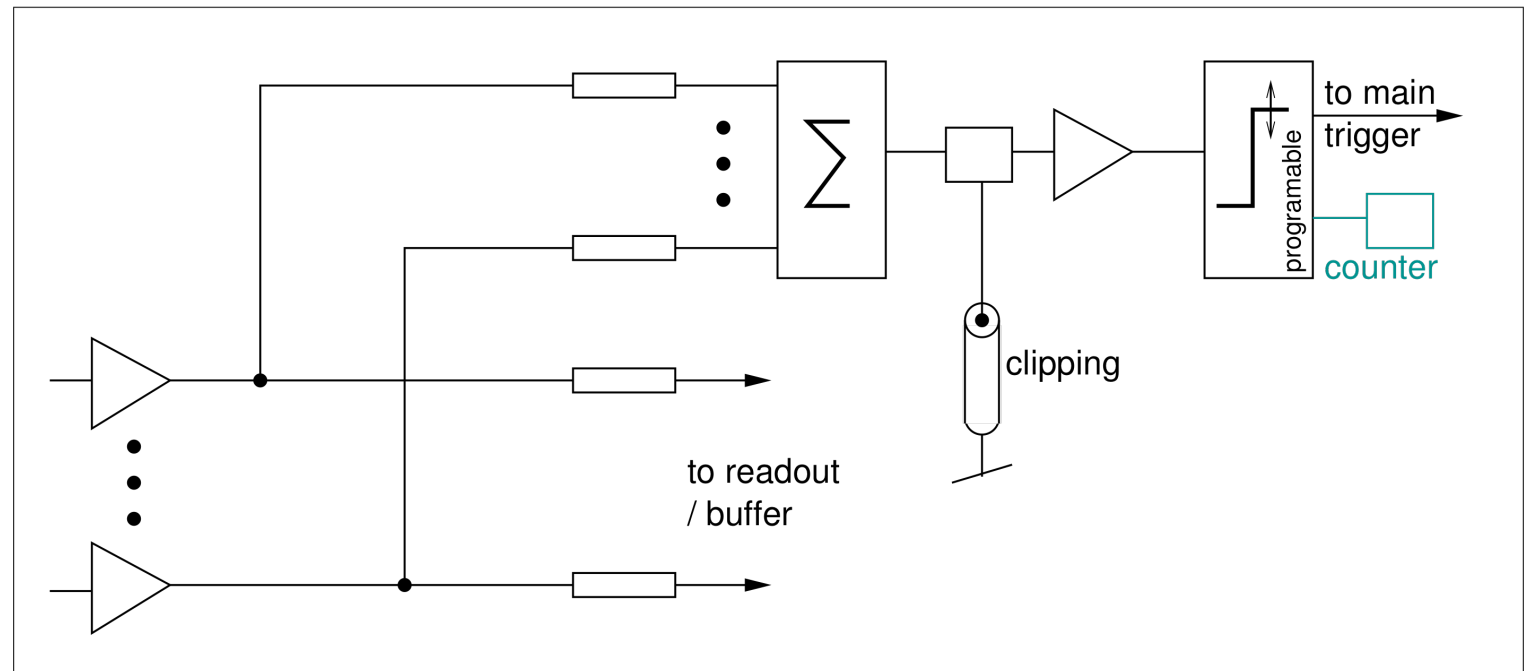 to main
trigger
programable
counter
clipping
to readout
/ buffer
∑